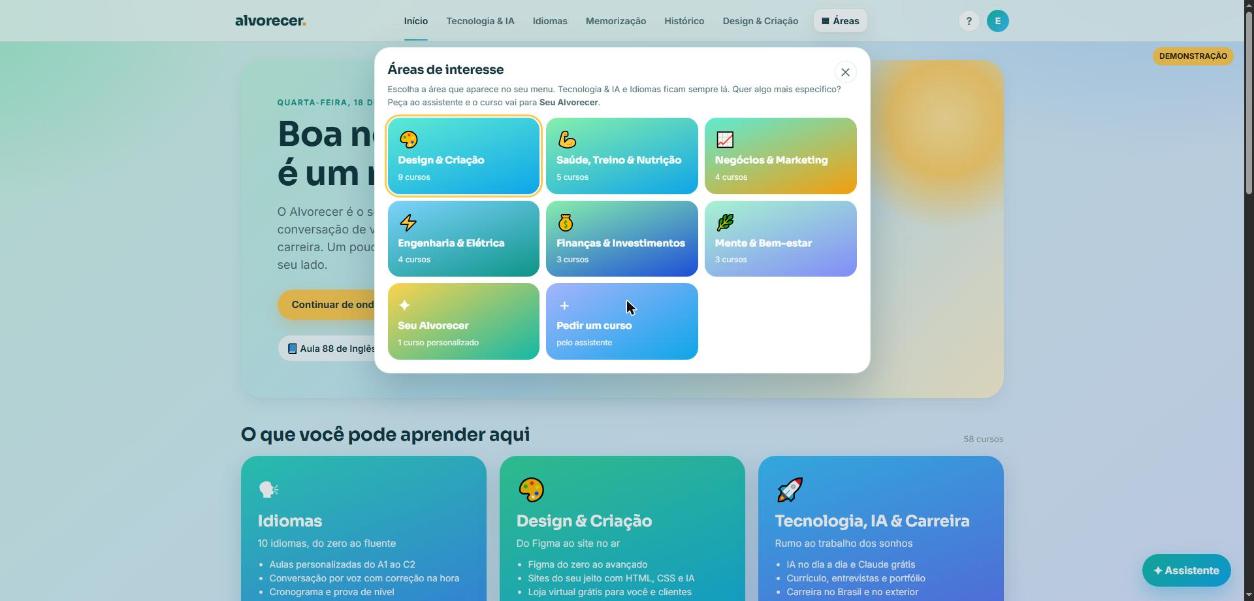 alvorecer.
Início
Tecnologia & IA
Idiomas
Memorização
Histórico
Design & Criação
Áreas
?
E
DEMONSTRAÇÃO
QUARTA-FEIRA, 18 D
Boa
é um
O Alvorecer é o
conversação de
carreira. Um
seu lado.
Continuar de
Aula 88 de Inglês
Áreas de interesse
Escolha a área que aparece no seu menu. Tecnologia & IA e Idiomas ficam sempre lá. Quer algo mais específico?
Peça ao assistente e o curso vai para Seu Alvorecer.
Design & Criação
9 cursos
Saúde, Treino & Nutrição
5 cursos
Negócios & Marketing
4 cursos
Engenharia & Elétrica
4 cursos
Finanças & Investimentos
3 cursos
Mente & Bem-estar
3 cursos
Seu Alvorecer
1 curso personalizado
+
Pedir um curso
pelo assistente
O que você pode aprender aqui
58 cursos
Idiomas
10 idiomas, do zero ao fluente
• Aulas personalizadas do A1 ao C2
• Conversação por voz com correção na hora
• Cronograma e prova de nível
Design & Criação
Do Figma ao site no ar
• Figma do zero ao avançado
• Sites do seu jeito com HTML, CSS e IA
• Loja virtual grátis para você e clientes
Tecnologia, IA & Carreira
Rumo ao trabalho dos sonhos
• IA no dia a dia e Claude grátis
• Currículo, entrevistas e portfólio
• Carreira no Brasil e no exterior
Assistente